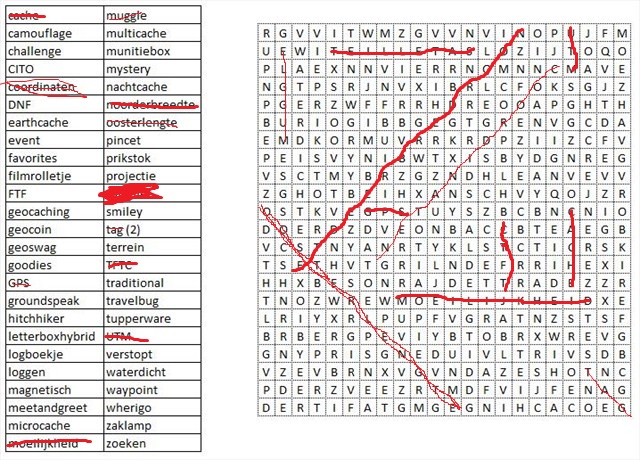 cache muggle
camouflage multicache
challenge munitiebox
CITO mystery
coordinaten nachtcache
DNF noorderbreedte
earthcache oosterlengte
event pincet
favorites prikstok
filmrolletje projectie
FTF
geocaching smiley
geocoin tag (2)
geoswag terrein
goodies TFTC
GPS traditional
groundspeak travelbug
hitchhiker tupperware
letterboxhybrid UTM
logboekje verstopt
loggen waterdicht
magnetisch waypoint
meetandgreet wherigo
microcache zaklamp
moeilijkheid zoeken
R G V V I T W M Z G V V N V I N O P U J F M
U E W I T E I L L E T A S L O Z I J T O Q O
P L A E X N N V I E R R N O M N N C M A V E
N G T P S R J N V X I B R L C F O K S G J Z
P G E R Z W F F R R H D R E O O A P G H T H
B U R I O G I B B G R G T G R E N V G C D A
E M D K O R M U V R R K R D P Z I I Z C F V
P E I S V Y N I B W T X I S B Y D G N R E G
V S C T M Y B R Z G Z N D H L E A N V E V V
Z G H O T B P I H X A N S C H V Y Q O J Z R
O S T K V E G P S T U Y S Z B C B N E N I O
D O E R D Z D V I O N B A C L B T E A E G B
V C S T N Y A N R T Y K L S T C T I C R S K
T S E T H V T G R I L N D E F R R I H E X I
H H X B E S O N R A J D E T T R A D R Z Z R
T N O Z W R E W M O E I L I J K H E I D X E
L R I Y X R L P U P F V G R A T N Z S T S F
B R B E R G P E V I Y B T O B R X W R E V G
G N Y P R I S G N E D U I V L T R I V S D B
V Z E V B R N X V G V N D A Z E S H O T N C
P D E R Z V E E Z R T M D F V I J F E N A G
D E R T I F A T G M G E G N I H C A C O E G